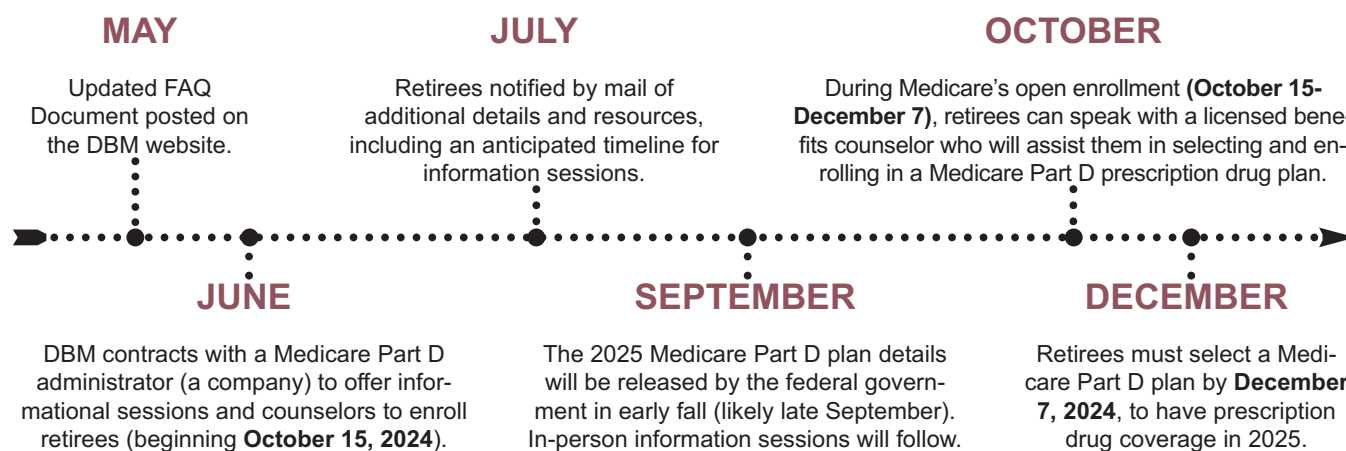 MAY
Updated FAQ
Document posted on
the DBM website.
JULY
Retirees notified by mail of
additional details and resources,
including an anticipated timeline for
information sessions.
OCTOBER
During Medicare’s open enrollment (October 15-
December 7), retirees can speak with a licensed bene-
fits counselor who will assist them in selecting and en-
rolling in a Medicare Part D prescription drug plan.
JUNE
DBM contracts with a Medicare Part D
administrator (a company) to offer infor-
mational sessions and counselors to enroll
retirees (beginning October 15, 2024).
SEPTEMBER
The 2025 Medicare Part D plan details
will be released by the federal govern-
ment in early fall (likely late September).
In-person information sessions will follow.
DECEMBER
Retirees must select a Medi-
care Part D plan by December
7, 2024, to have prescription
drug coverage in 2025.